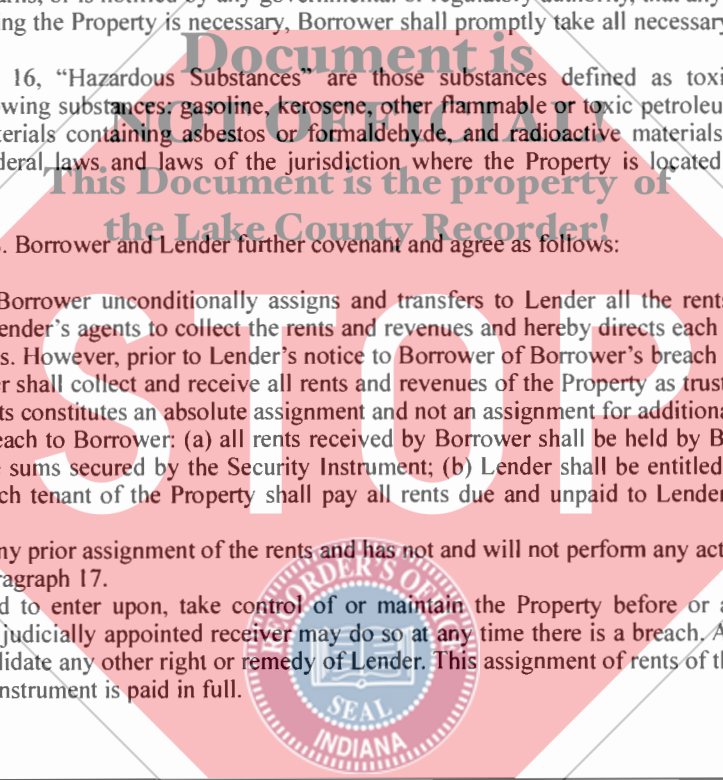 ing the Property is necessary, Borrower shall promptly take all necessary
Document is
16, “Hazardous Substances” are those substances defined as toxi
wing substances: gasoline, kerosene, other flammable or toxic petroleu
NOT OFFICIAL!
terials containing asbestos or formaldehyde, and radioactive materials.
deral laws and laws of the jurisdiction where the Property is located
This Document is the property of
the Lake County Recorder!
. Borrower and Lender further covenant and agree as follows:
STOP
Borrower unconditionally assigns and transfers to Lender all the rents
ender’s agents to collect the rents and revenues and hereby directs each
s. However, prior to Lender’s notice to Borrower of Borrower’s breach
er shall collect and receive all rents and revenues of the Property as trust
ts constitutes an absolute assignment and not an assignment for additiona
each to Borrower: (a) all rents received by Borrower shall be held by B
e sums secured by the Security Instrument; (b) Lender shall be entitled
ch tenant of the Property shall pay all rents due and unpaid to Lender
ny prior assignment of the rents and has not and will not perform any act
ragraph 17.
d to enter upon, take control of or maintain the Property before or a
judicially appointed receiver may do so at any time there is a breach. A
lidate any other right or remedy of Lender. This assignment of rents of th
nstrument is paid in full.
RECORDER'S OFFICE
SEAL
INDIANA